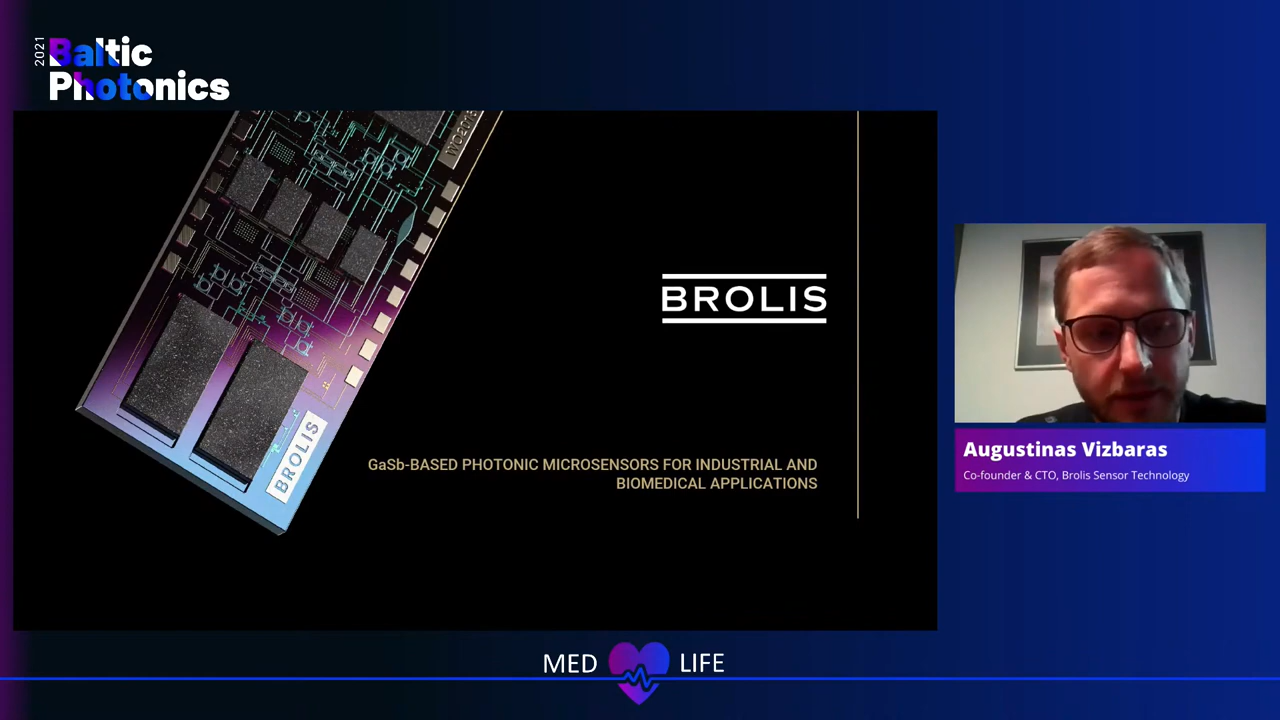 2021
Baltic
Photonics
BROLIS
BROLIS
GaSb-BASED PHOTONIC MICROSENSORS FOR INDUSTRIAL AND
BIOMEDICAL APPLICATIONS
Augustinas Vizbaras
Co-founder & CTO, Brolis Sensor Technology
MED LIFE